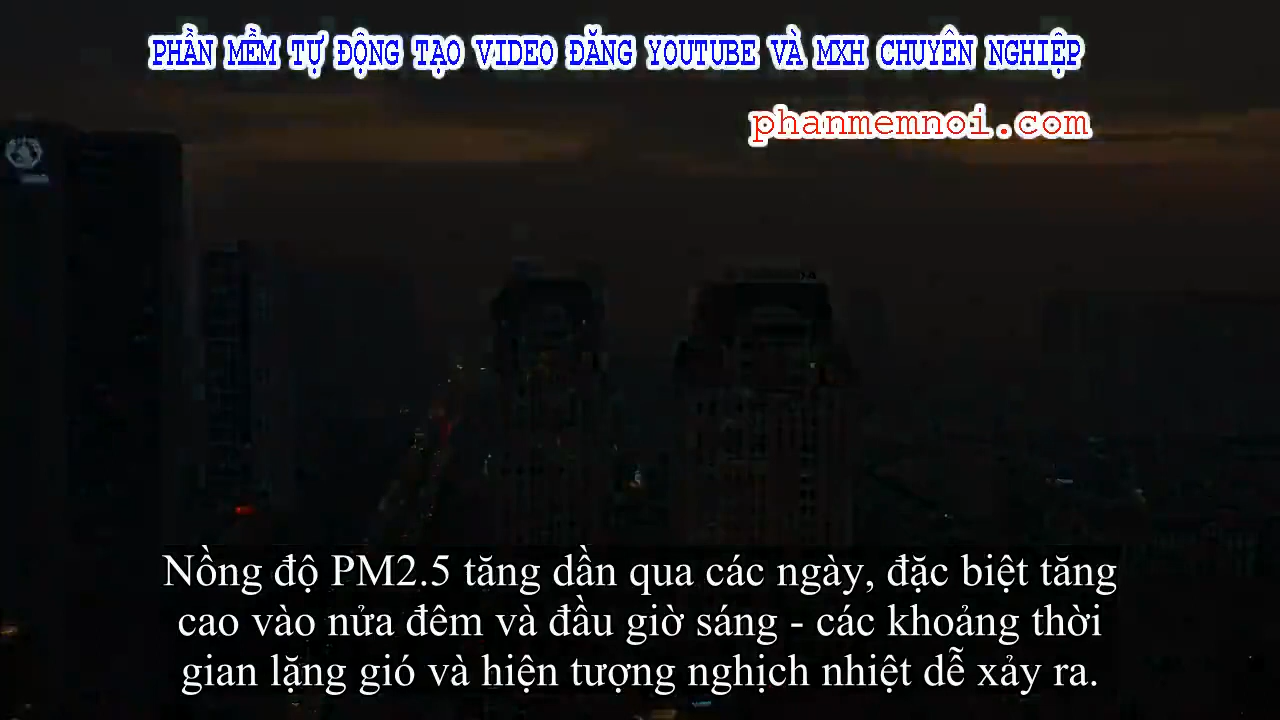 PHẦN MỀM TỰ ĐỘNG TẠO VIDEO ĐĂNG YOUTUBE VÀ MXH CHUYÊN NGHIỆP
phanmemnoi.com
Nồng độ PM2.5 tăng dần qua các ngày, đặc biệt tăng
cao vào nửa đêm và đầu giờ sáng - các khoảng thời
gian lặng gió và hiện tượng nghịch nhiệt dễ xảy ra.